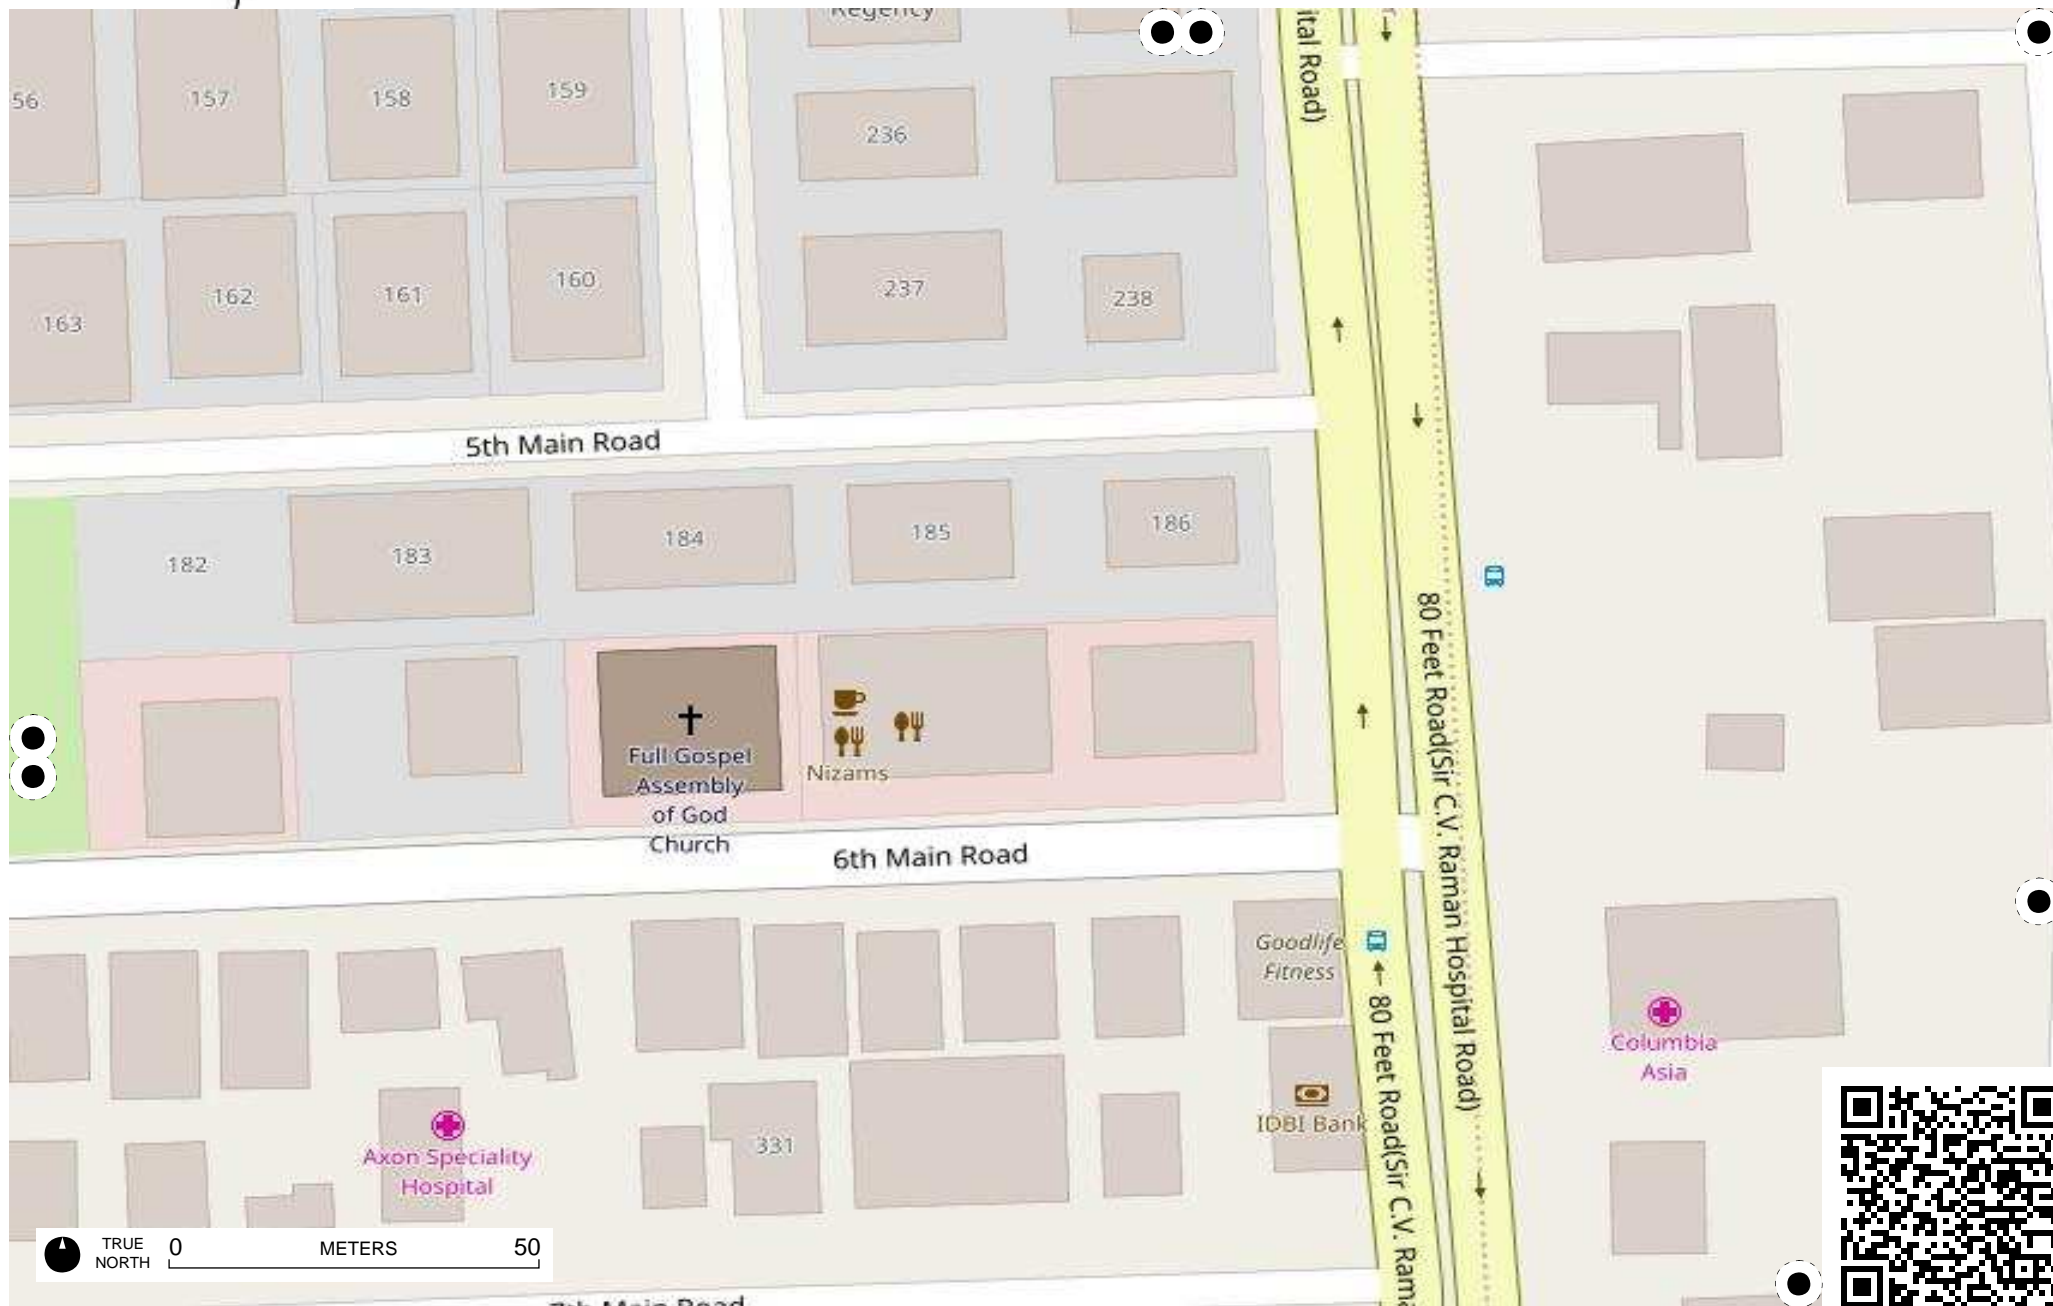 Regency
ital Road)
56
157
158
159
236
163
162
161
160
237
238
5th Main Road
182
183
184
185
186
80 Feet Road(Sir C.V. Raman Hospital Road)
Full Gospel
Assembly
of God
Church
Nizams
6th Main Road
Goodlife
Fitness
Columbia
Asia
IDBI Bank
80 Feet Road(Sir C.V. Rama
Axon Speciality
Hospital
331
TRUE
NORTH
0 METERS 50
7th Main Road